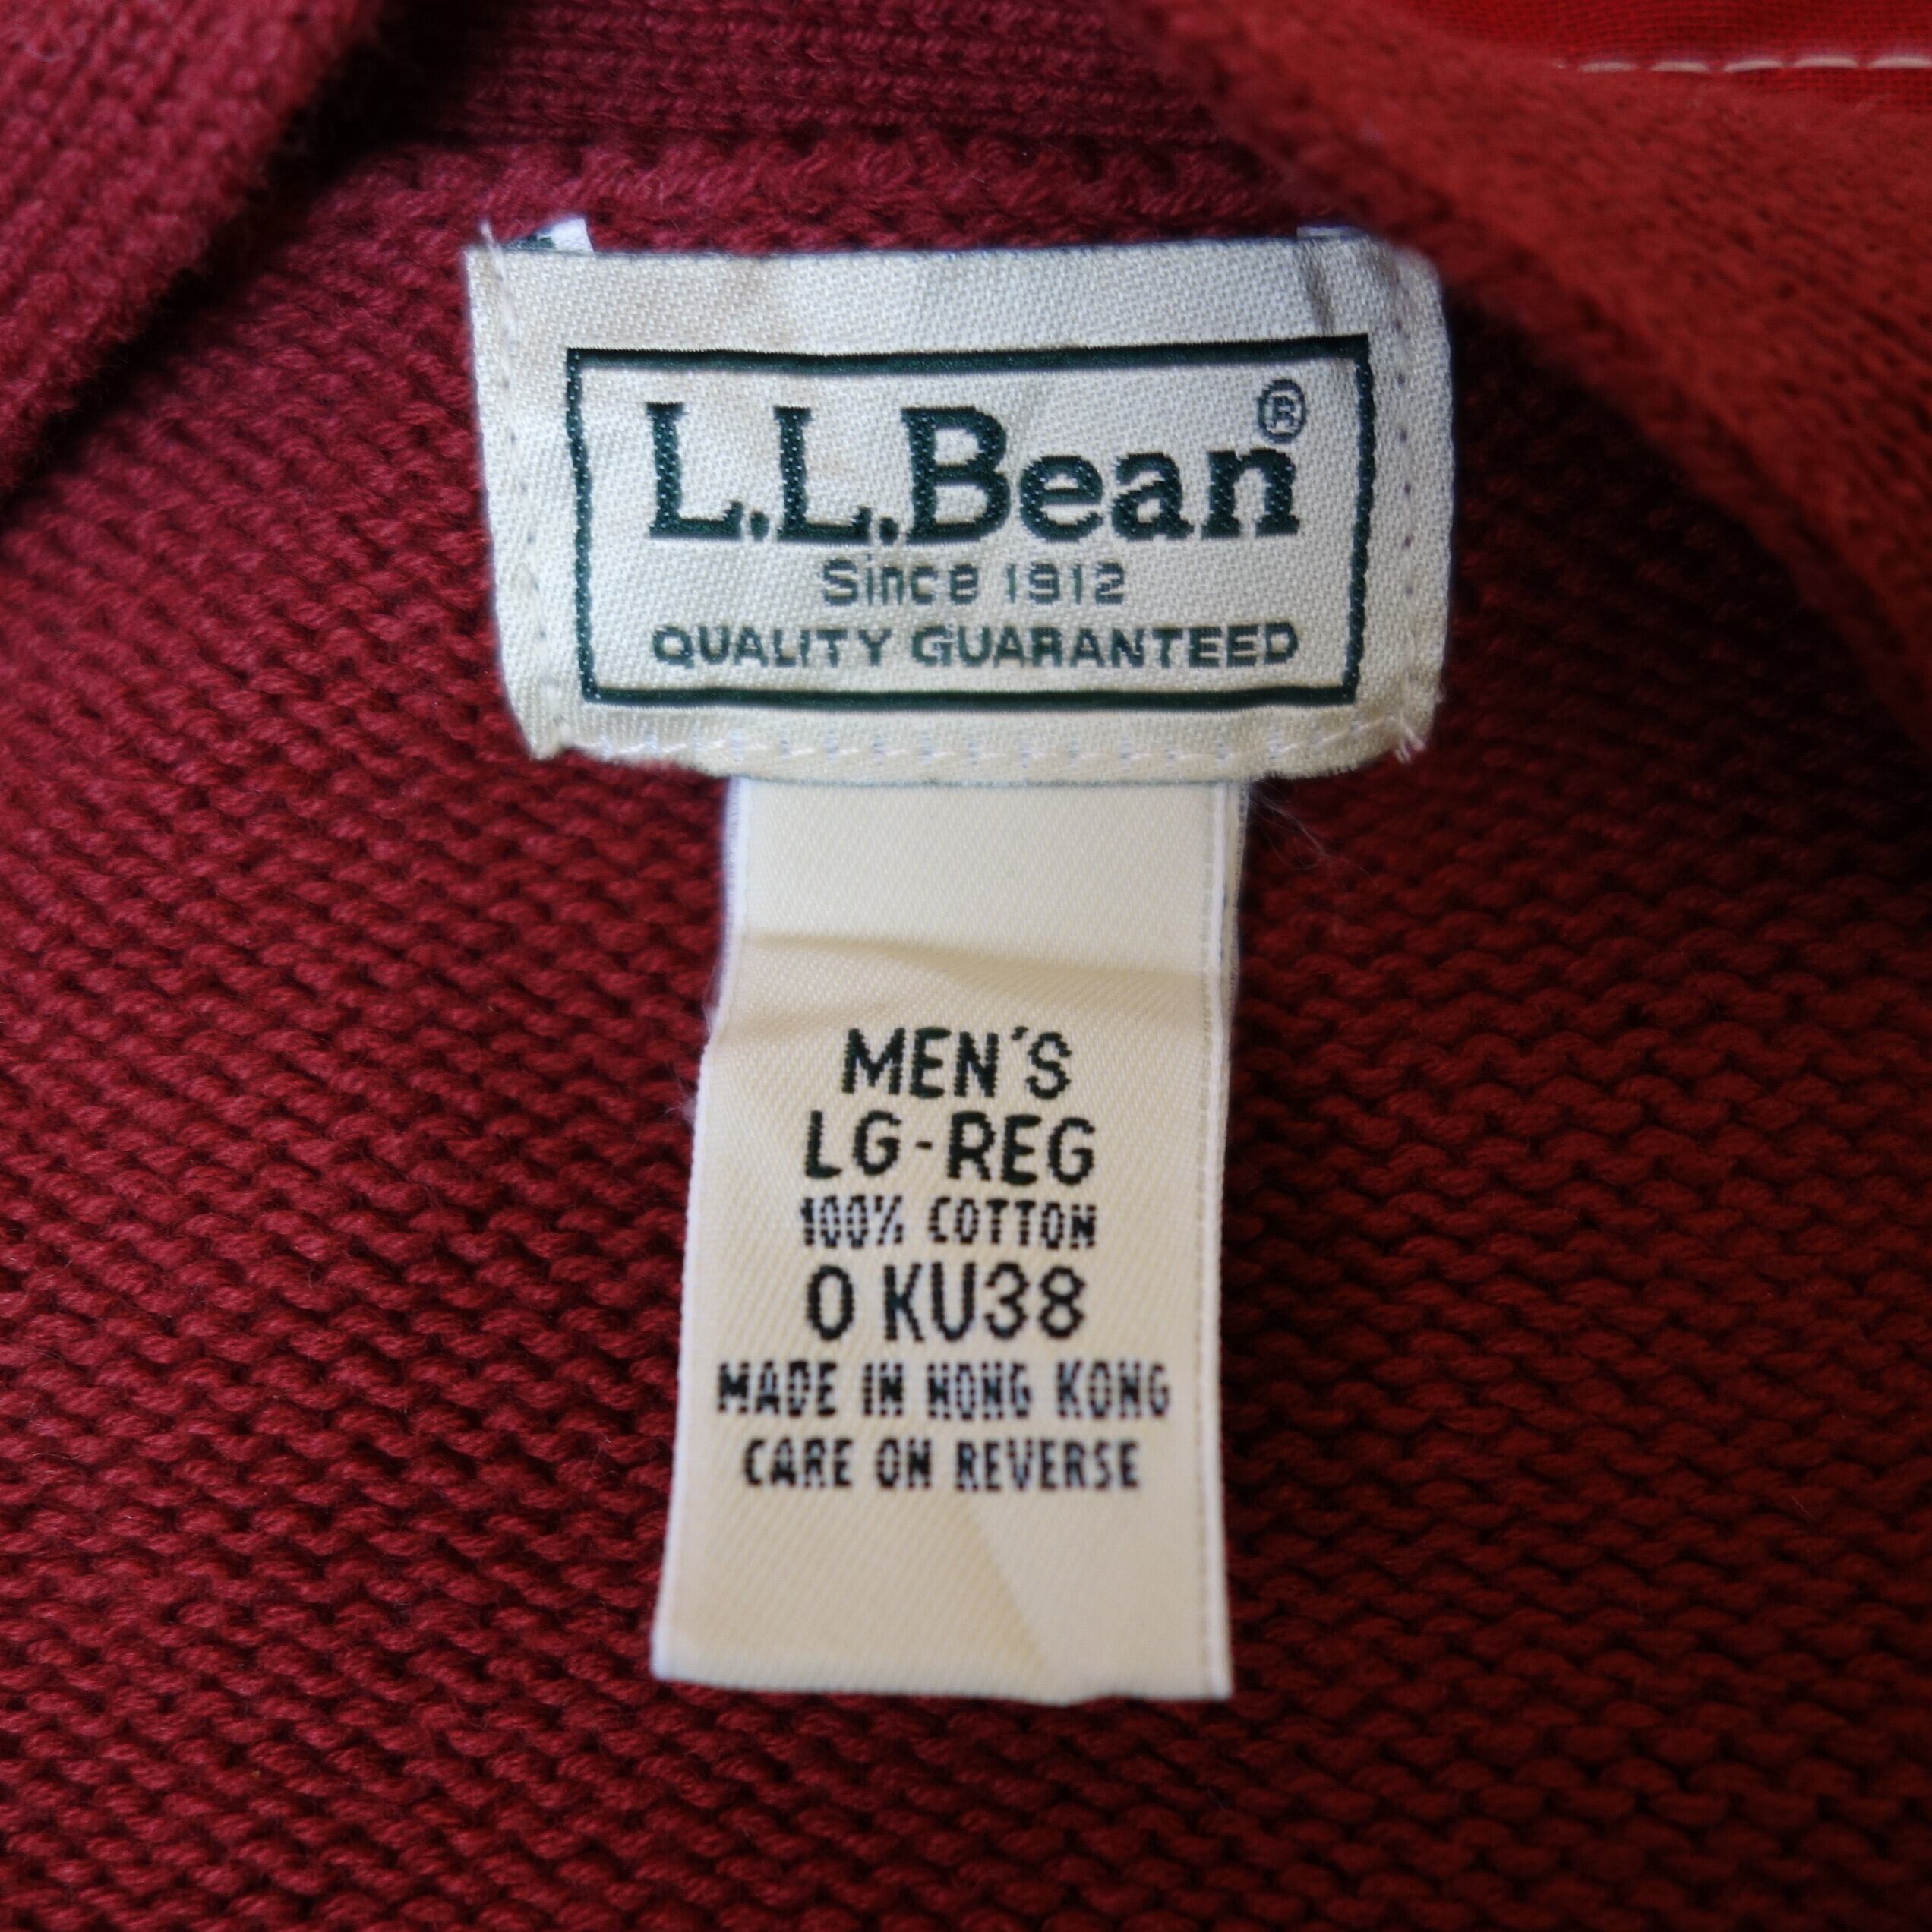 L.L.Bean®
Since 1912
QUALITY GUARANTEED
MEN'S
LG-REG
100% COTTON
0 KU38
MADE IN HONG KONG
CARE ON REVERSE